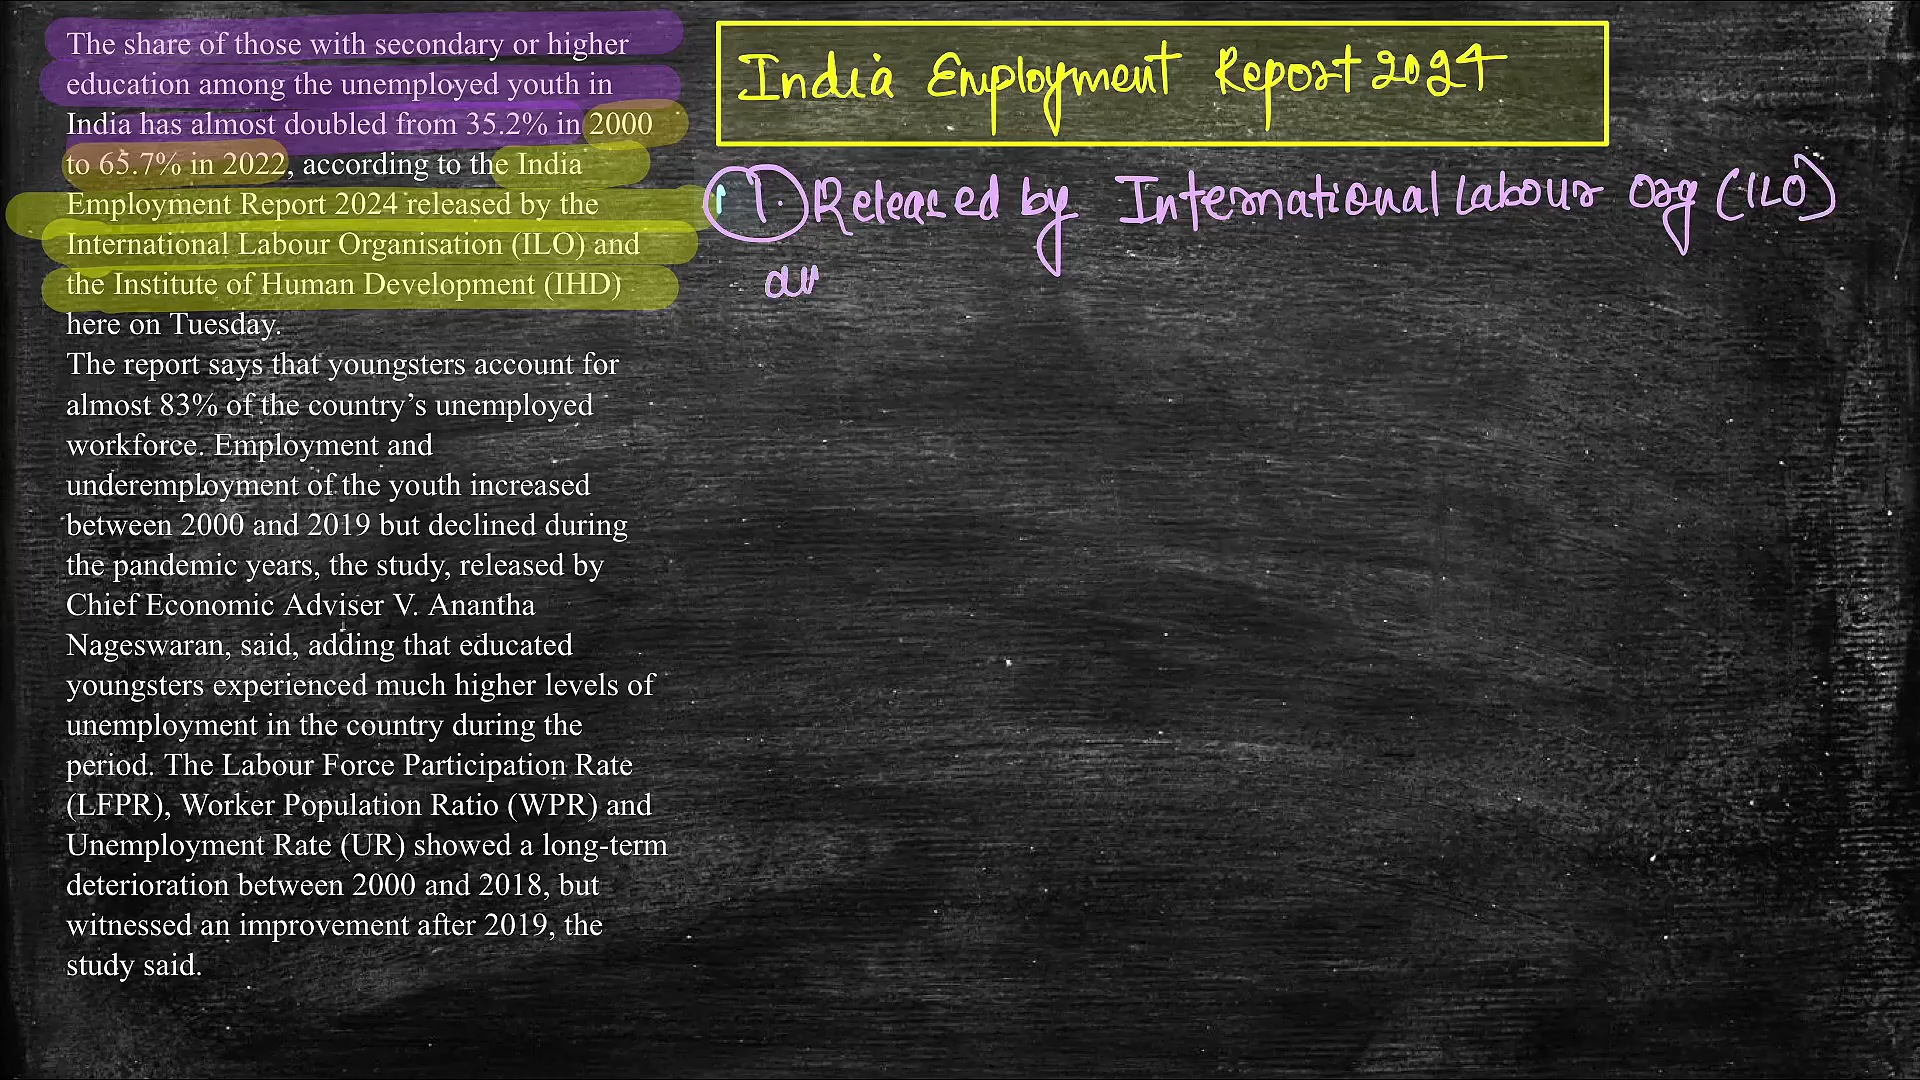 The share of those with secondary or higher
education among the unemployed youth in
India has almost doubled from 35.2% in 2000
to 65.7% in 2022, according to the India
Employment Report 2024 released by the
International Labour Organisation (ILO) and
the Institute of Human Development (IHD)
here on Tuesday.
The report says that youngsters account for
almost 83% of the country’s unemployed
workforce. Employment and
underemployment of the youth increased
between 2000 and 2019 but declined during
the pandemic years, the study, released by
Chief Economic Adviser V. Anantha
Nageswaran, said, adding that educated
youngsters experienced much higher levels of
unemployment in the country during the
period. The Labour Force Participation Rate
(LFPR), Worker Population Ratio (WPR) and
Unemployment Rate (UR) showed a long-term
deterioration between 2000 and 2018, but
witnessed an improvement after 2019, the
study said.
India Employment Report 2024
1. Released by International Labour Org (ILO)